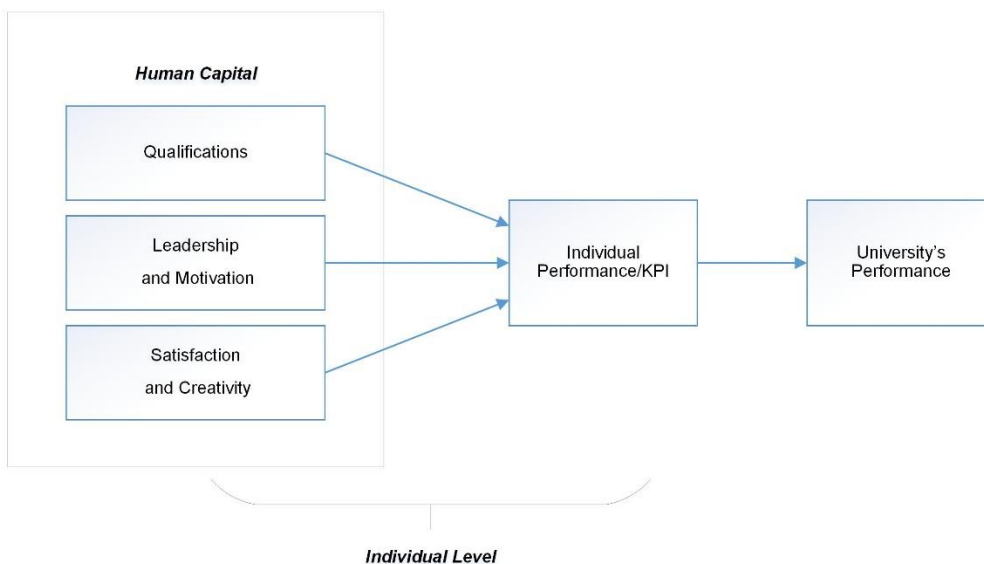 Human Capital
Qualifications
Leadership
and Motivation
Satisfaction
and Creativity
Individual
Performance/KPI
University’s
Performance
Individual Level